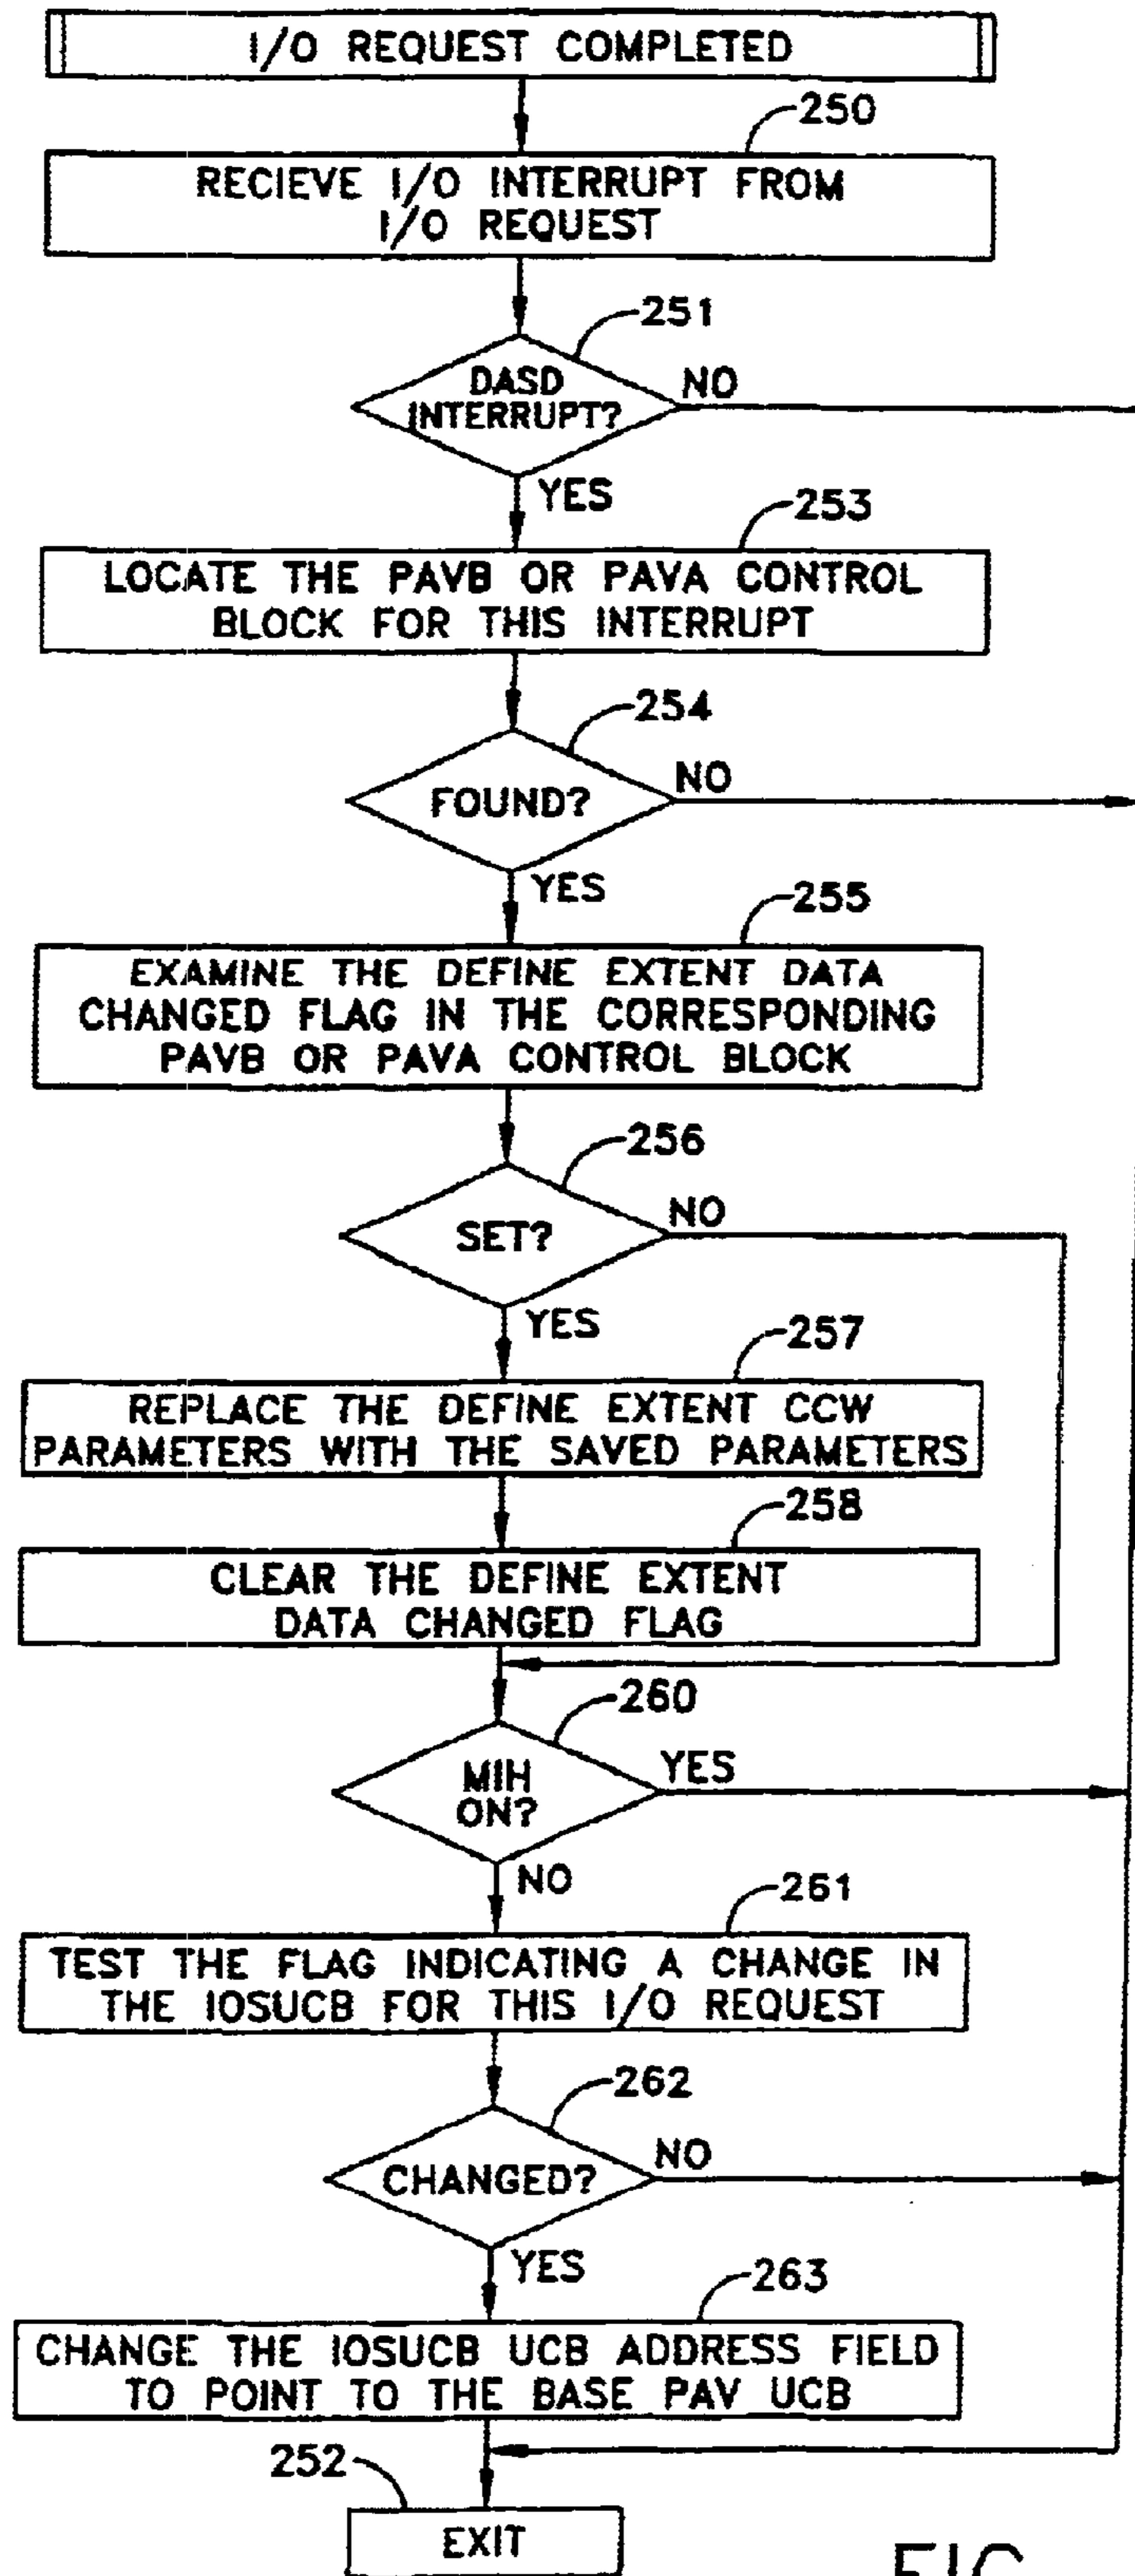 I/O REQUEST COMPLETED
250
RECIEVE I/O INTERRUPT FROM
I/O REQUEST
251
DASD
INTERRUPT?
NO
YES
253
LOCATE THE PAVB OR PAVA CONTROL
BLOCK FOR THIS INTERRUPT
254
FOUND?
NO
YES
255
EXAMINE THE DEFINE EXTENT DATA
CHANGED FLAG IN THE CORRESPONDING
PAVB OR PAVA CONTROL BLOCK
256
SET?
NO
YES
257
REPLACE THE DEFINE EXTENT CCW
PARAMETERS WITH THE SAVED PARAMETERS
258
CLEAR THE DEFINE EXTENT
DATA CHANGED FLAG
260
MIH
ON?
YES
NO
261
TEST THE FLAG INDICATING A CHANGE IN
THE IOSUCB FOR THIS I/O REQUEST
262
CHANGED?
NO
YES
263
CHANGE THE IOSUCB UCB ADDRESS FIELD
TO POINT TO THE BASE PAV UCB
252
EXIT